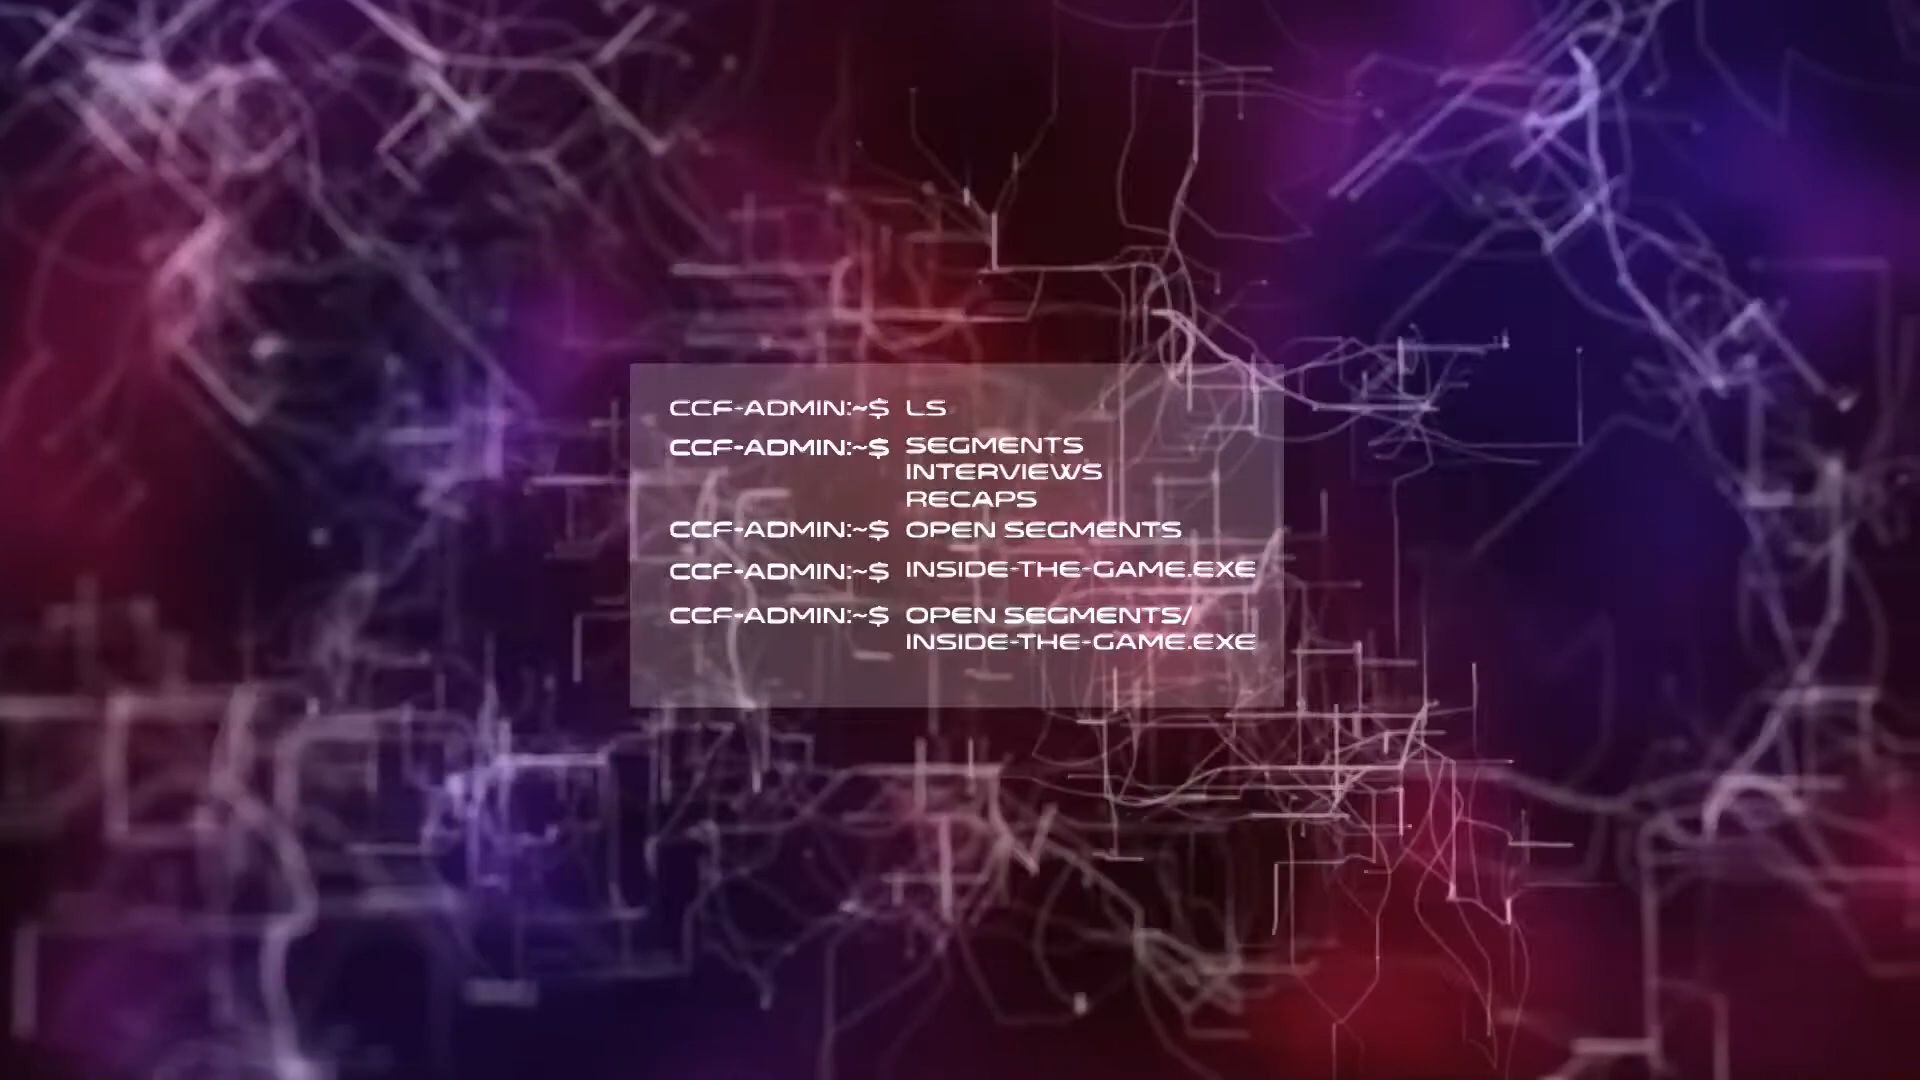 CCF-ADMIN:~$ LS
CCF-ADMIN:~$ SEGMENTS
INTERVIEWS
RECAPS
CCF-ADMIN:~$ OPEN SEGMENTS
CCF-ADMIN:~$ INSIDE-THE-GAME.EXE
CCF-ADMIN:~$ OPEN SEGMENTS/
INSIDE-THE-GAME.EXE